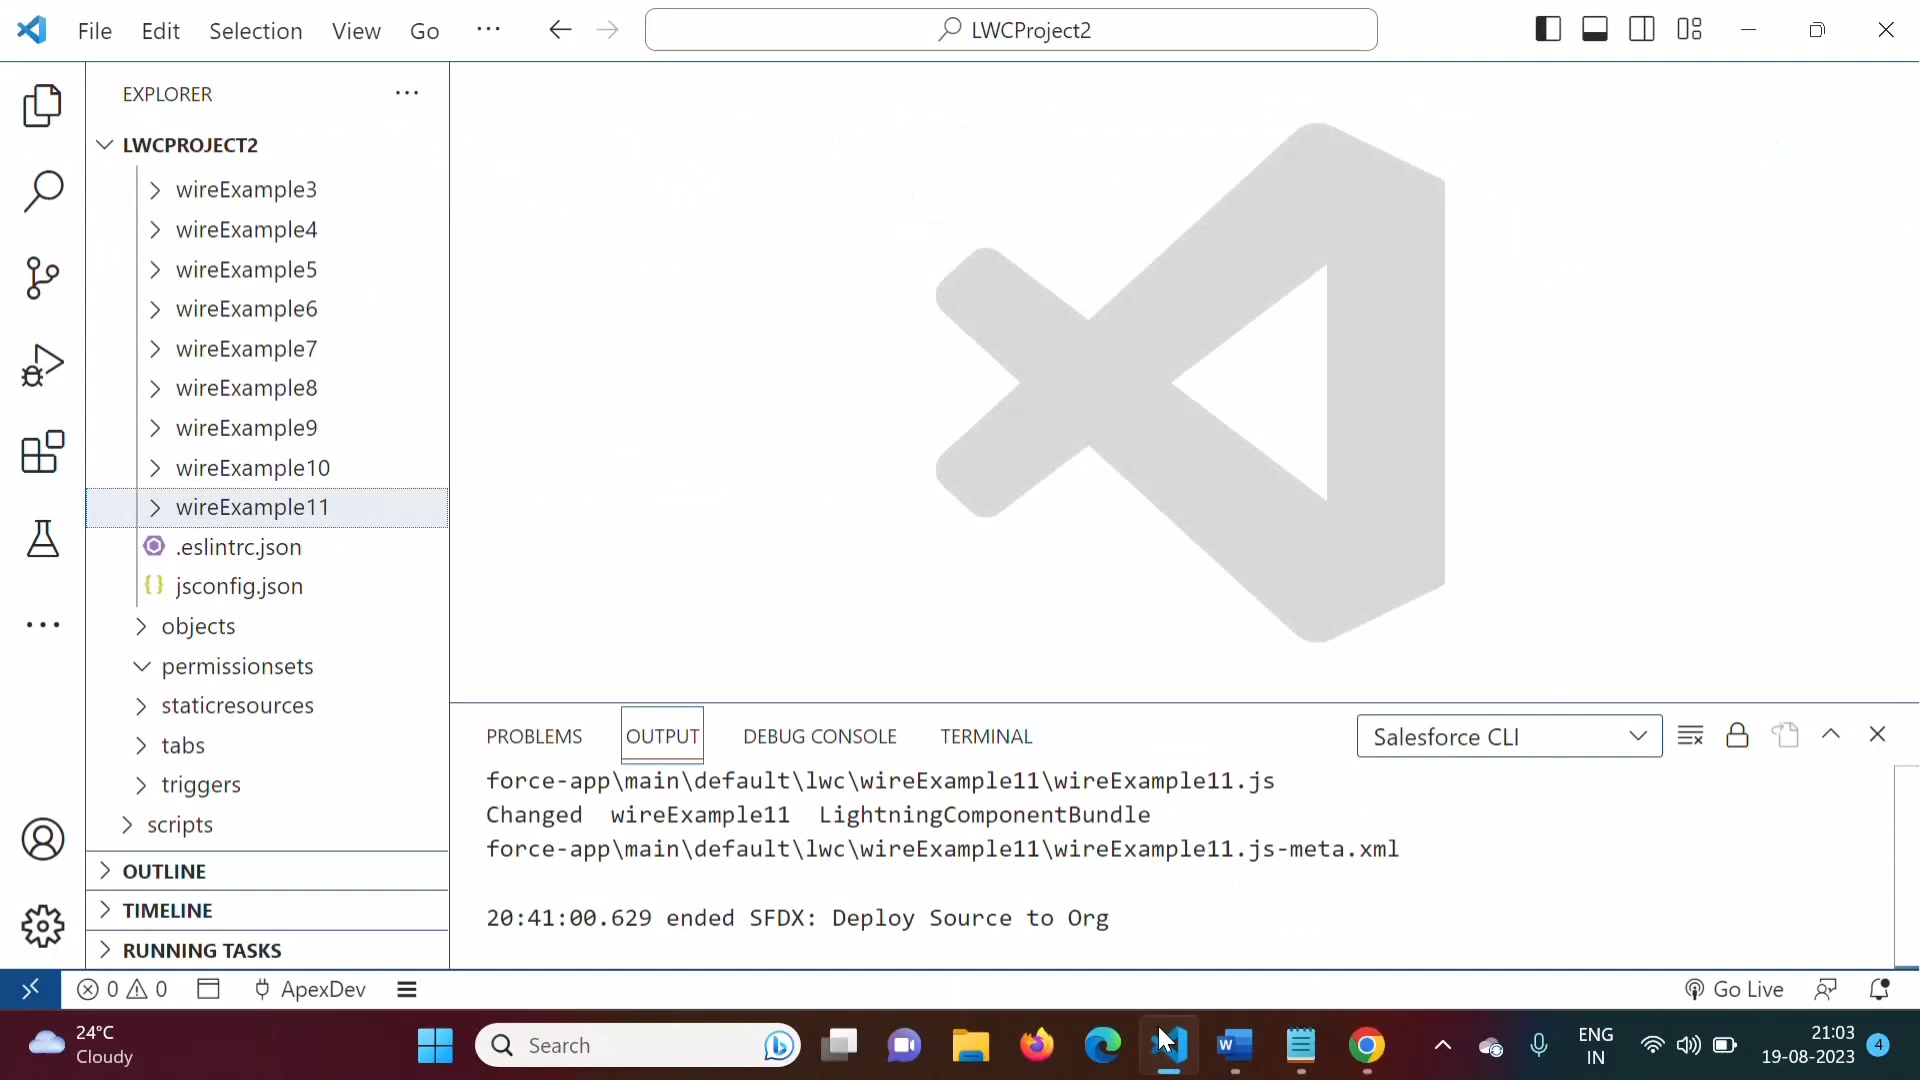 File Edit Selection View Go ··· LWCProject2
EXPLORER ···
LWCPROJECT2
wireExample3
wireExample4
wireExample5
wireExample6
wireExample7
wireExample8
wireExample9
wireExample10
wireExample11
.eslintrc.json
{} jsconfig.json
objects
permissionsets
staticresources
tabs
triggers
scripts
OUTLINE
TIMELINE
RUNNING TASKS
PROBLEMS OUTPUT DEBUG CONSOLE TERMINAL Salesforce CLI
force-app\main\default\lwc\wireExample11\wireExample11.js
Changed wireExample11 LightningComponentBundle
force-app\main\default\lwc\wireExample11\wireExample11.js-meta.xml
20:41:00.629 ended SFDX: Deploy Source to Org
0 0 ApexDev Go Live
24°C
Cloudy
Search
ENG
IN
21:03
19-08-2023
4